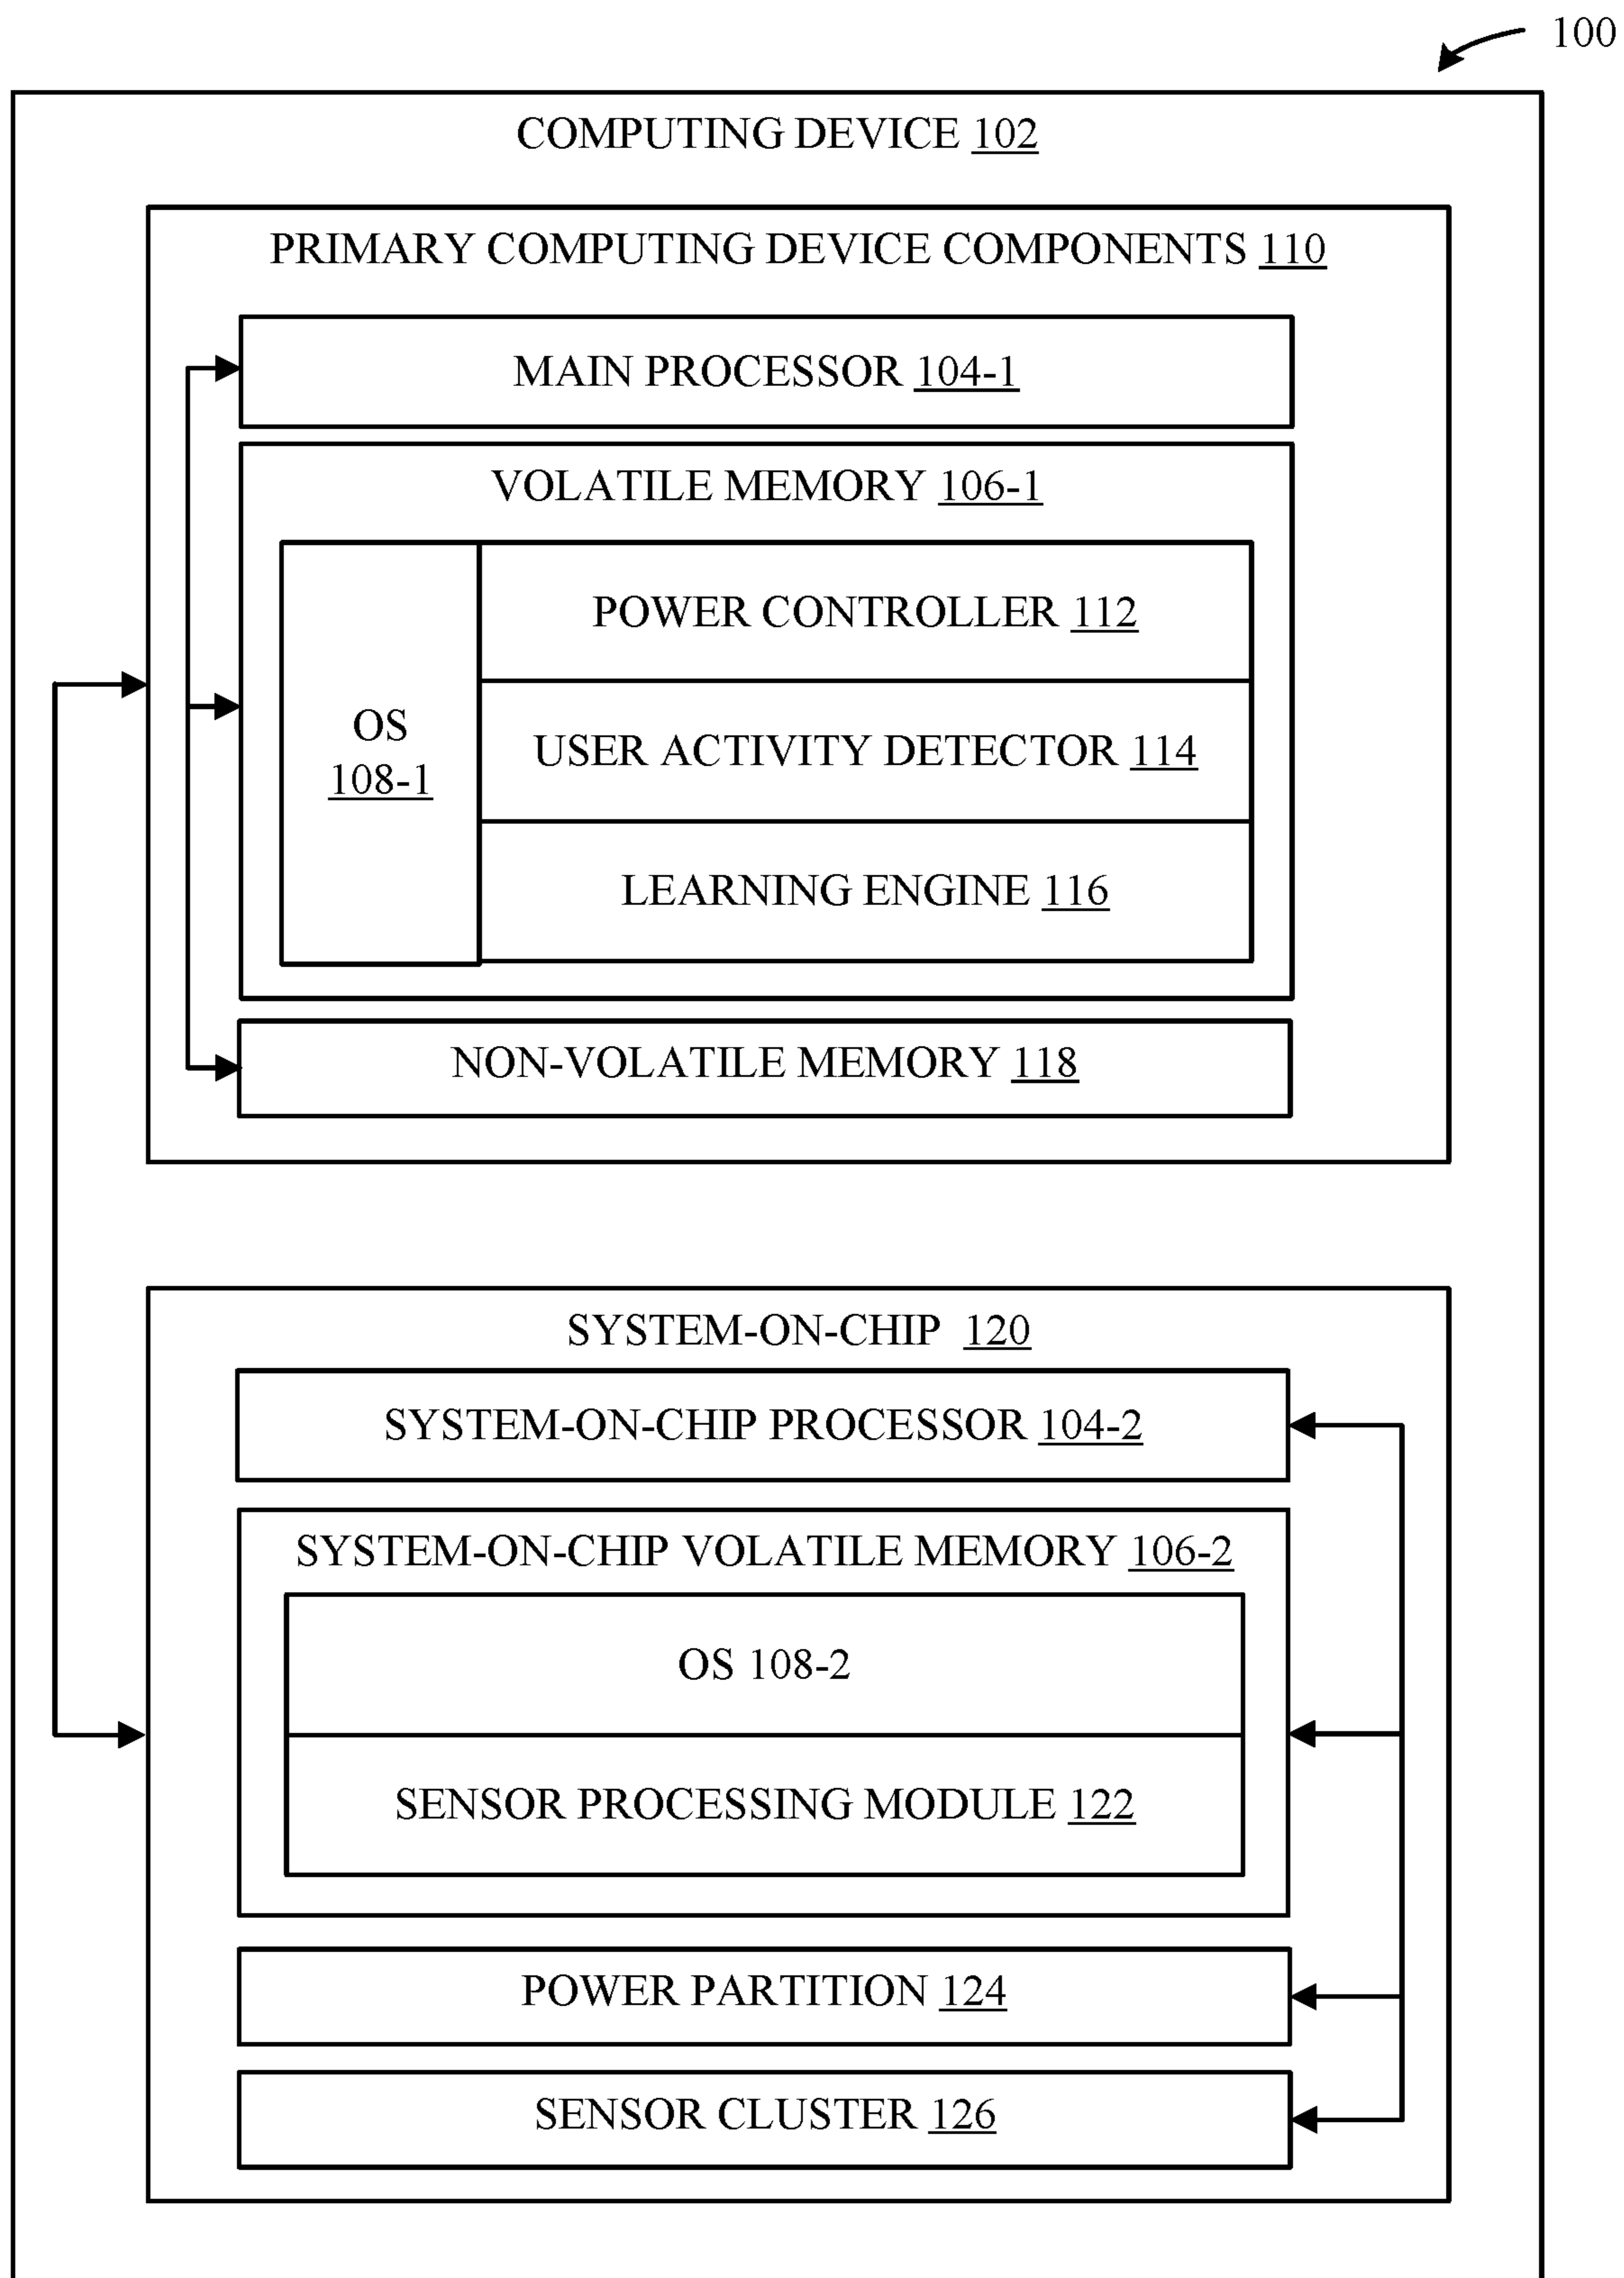 100
COMPUTING DEVICE 102
PRIMARY COMPUTING DEVICE COMPONENTS 110
MAIN PROCESSOR 104-1
VOLATILE MEMORY 106-1
OS
108-1
POWER CONTROLLER 112
USER ACTIVITY DETECTOR 114
LEARNING ENGINE 116
NON-VOLATILE MEMORY 118
SYSTEM-ON-CHIP 120
SYSTEM-ON-CHIP PROCESSOR 104-2
SYSTEM-ON-CHIP VOLATILE MEMORY 106-2
OS 108-2
SENSOR PROCESSING MODULE 122
POWER PARTITION 124
SENSOR CLUSTER 126